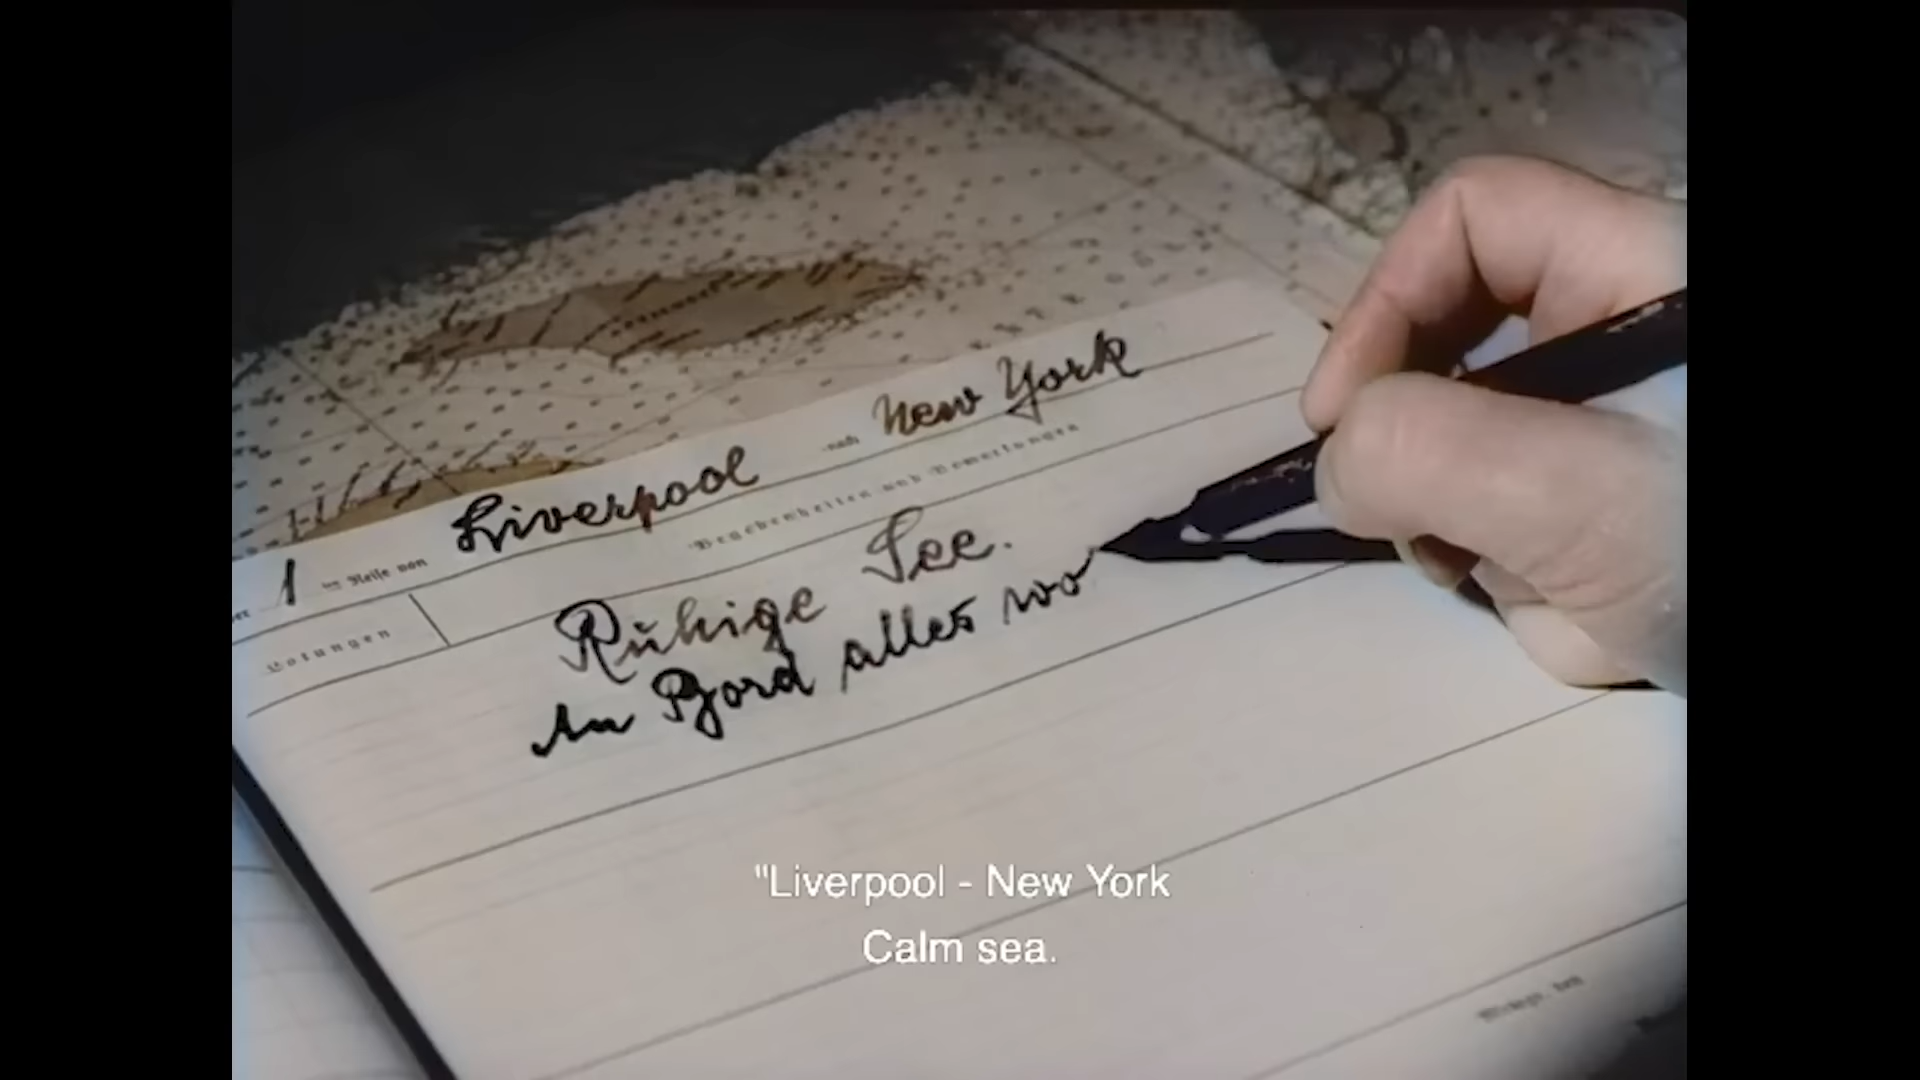 1 Reise von Liverpool nach New York
Lotungen
Begebenheiten und Bemerkungen
Ruhige See.
An Bord alles wo
"Liverpool - New York
Calm sea.